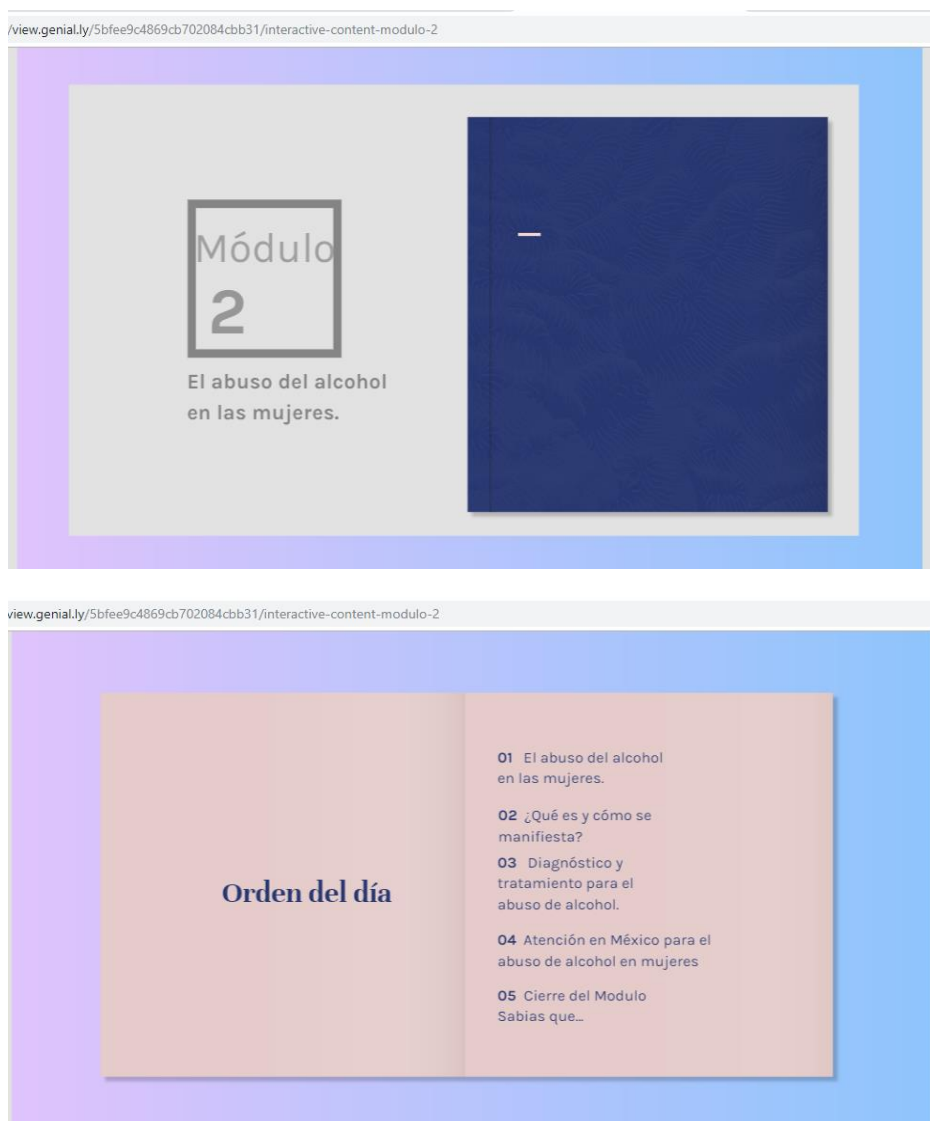 /view.genial.ly/5bfee9c4869cb702084cbb31/interactive-content-modulo-2
Módulo
2
El abuso del alcohol
en las mujeres.
view.genial.ly/5bfee9c4869cb702084cbb31/interactive-content-modulo-2
Orden del día
01 El abuso del alcohol
en las mujeres.
02 ¿Qué es y cómo se
manifiesta?
03 Diagnóstico y
tratamiento para el
abuso de alcohol.
04 Atención en México para el
abuso de alcohol en mujeres
05 Cierre del Modulo
Sabias que...